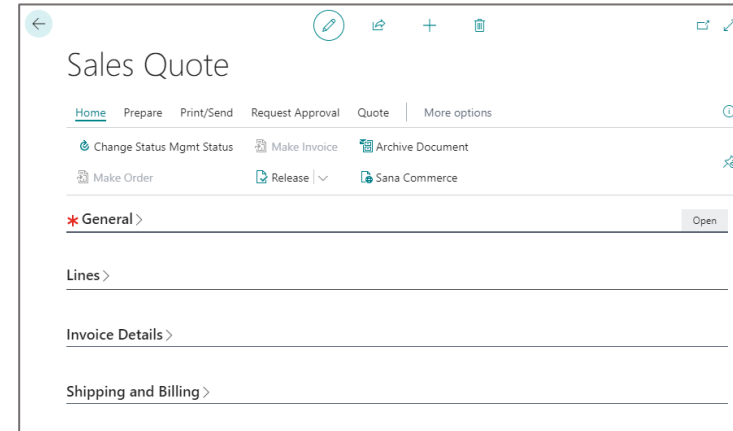 Sales Quote
Home Prepare Print/Send Request Approval Quote More options
Change Status Mgmt Status Make Invoice Archive Document
Make Order Release Sana Commerce
General
Open
Lines
Invoice Details
Shipping and Billing